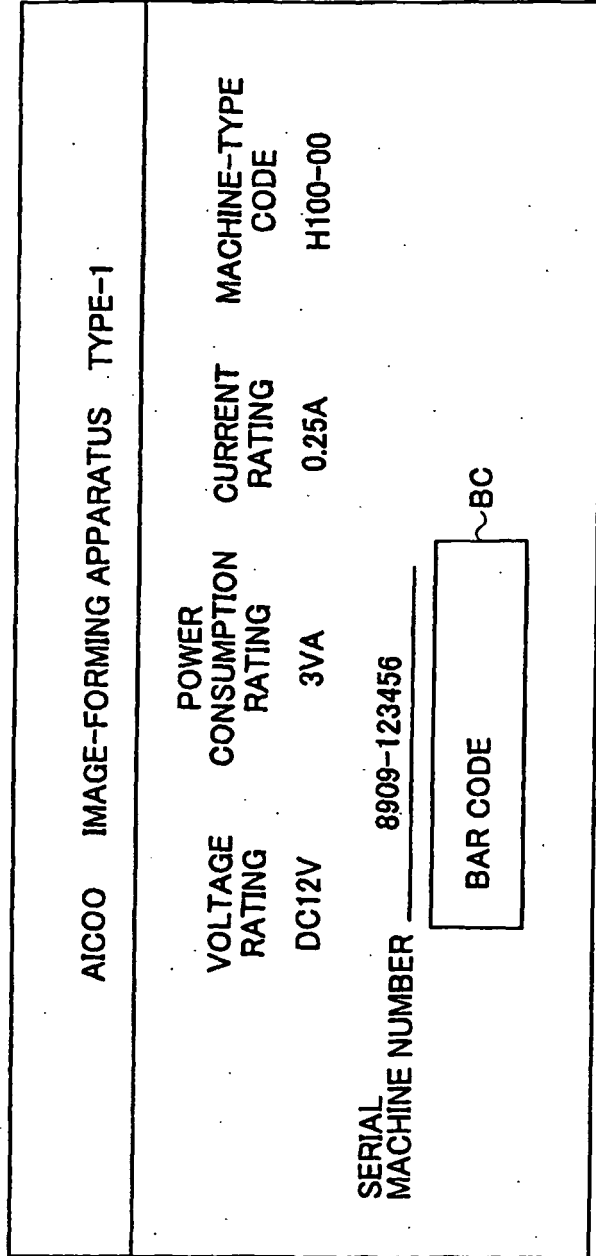 AICOO IMAGE-FORMING APPARATUS TYPE-1
VOLTAGE
RATING
DC12V
POWER
CONSUMPTION
RATING
3VA
CURRENT
RATING
0.25A
MACHINE-TYPE
CODE
H100-00
SERIAL
MACHINE NUMBER 8909-123456
BAR CODE
BC